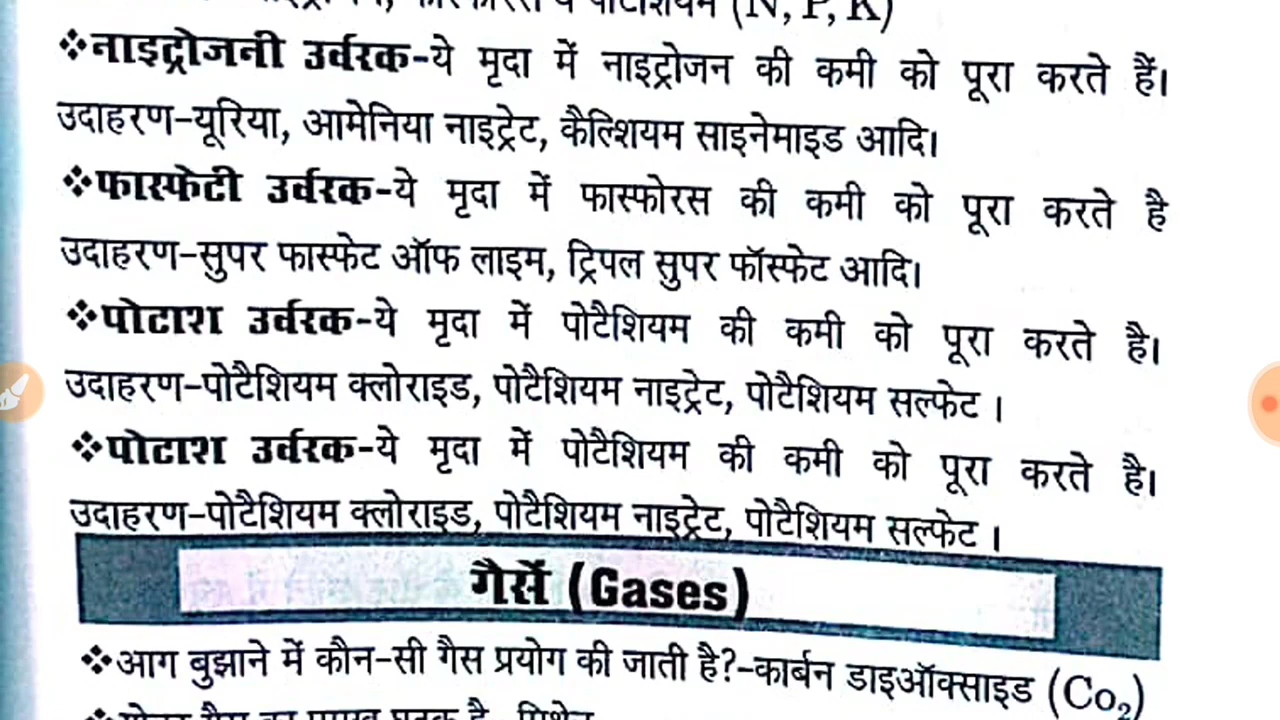 फास्फोरस व पोटाशियम (N, P, K)
❖नाइट्रोजनी उर्वरक-ये मृदा में नाइट्रोजन की कमी को पूरा करते हैं।
उदाहरण-यूरिया, आमेनिया नाइट्रेट, कैल्शियम साइनेमाइड आदि।
❖फास्फेटी उर्वरक-ये मृदा में फास्फोरस की कमी को पूरा करते है
उदाहरण-सुपर फास्फेट ऑफ लाइम, ट्रिपल सुपर फॉस्फेट आदि।
❖पोटाश उर्वरक-ये मृदा में पोटैशियम की कमी को पूरा करते है।
उदाहरण-पोटैशियम क्लोराइड, पोटैशियम नाइट्रेट, पोटैशियम सल्फेट ।
❖पोटाश उर्वरक-ये मृदा में पोटैशियम की कमी को पूरा करते है।
उदाहरण-पोटैशियम क्लोराइड, पोटैशियम नाइट्रेट, पोटैशियम सल्फेट ।
गैसें (Gases)
❖आग बुझाने में कौन-सी गैस प्रयोग की जाती है?-कार्बन डाइऑक्साइड (Co₂)